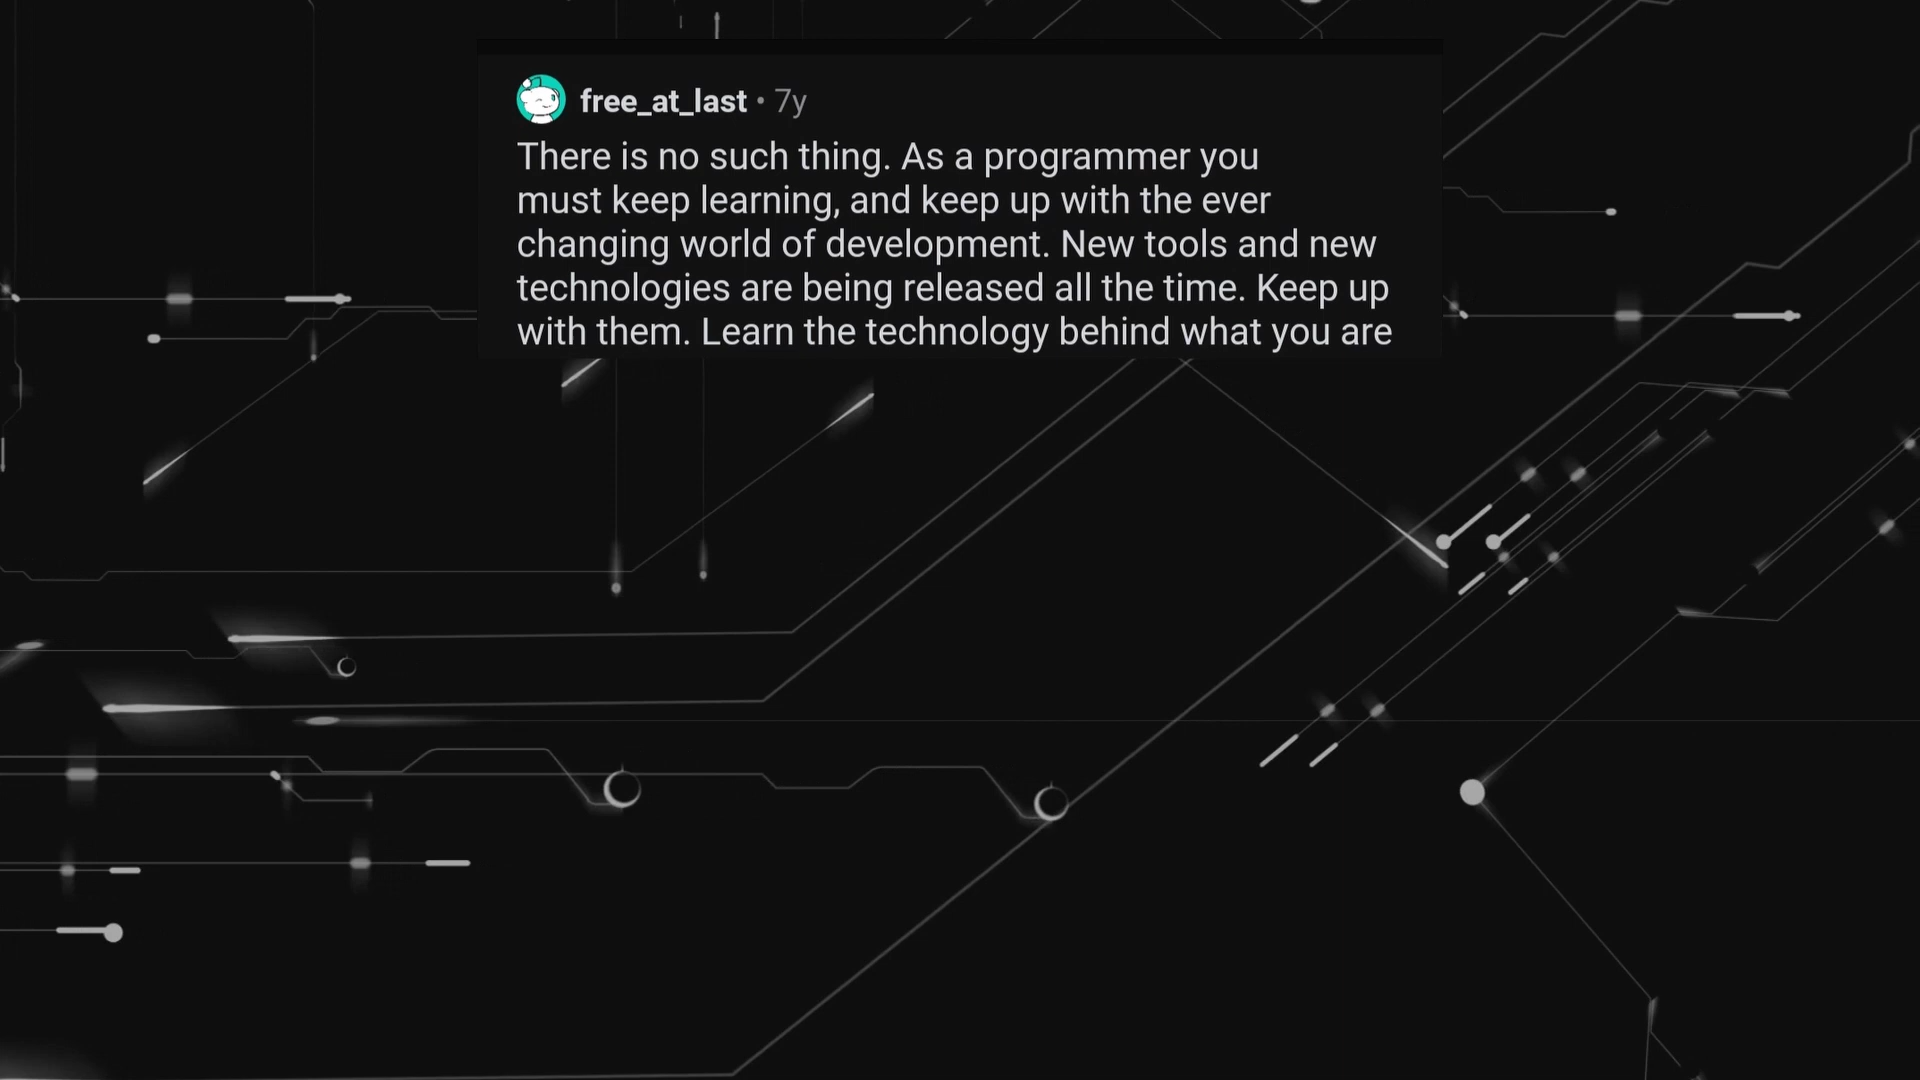 free_at_last • 7y
There is no such thing. As a programmer you
must keep learning, and keep up with the ever
changing world of development. New tools and new
technologies are being released all the time. Keep up
with them. Learn the technology behind what you are